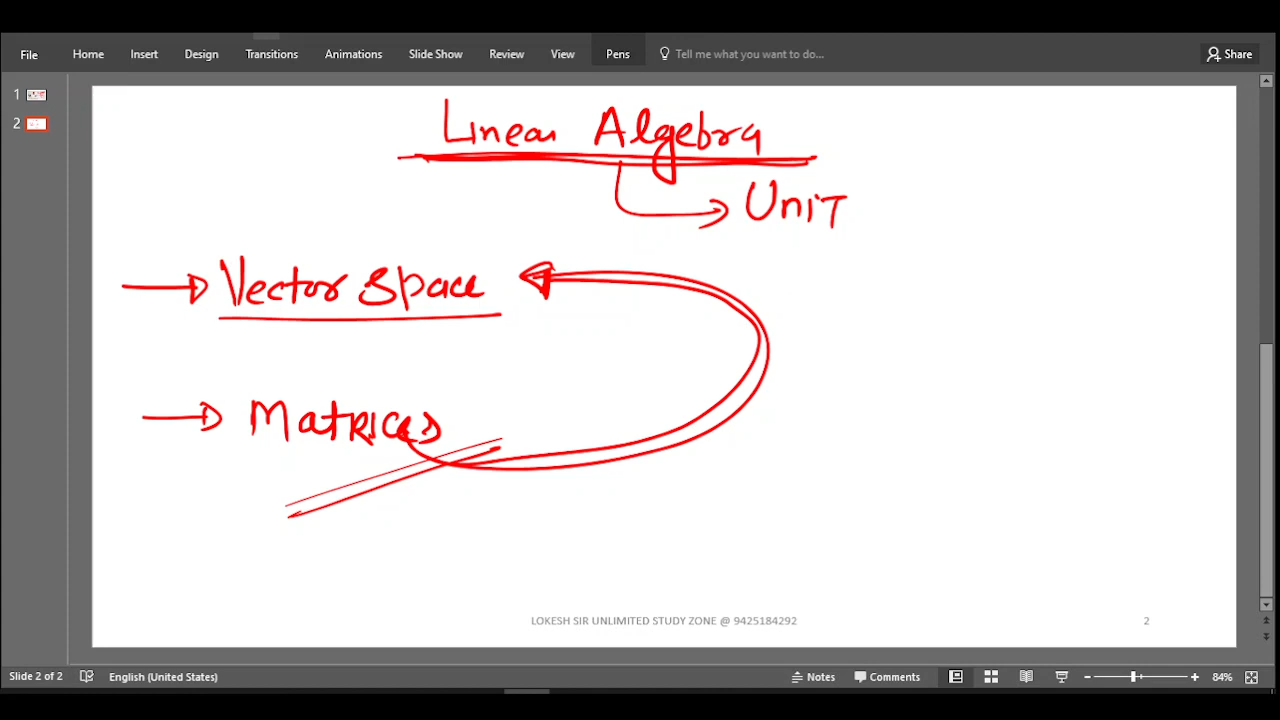 File Home Insert Design Transitions Animations Slide Show Review View Pens Tell me what you want to do... Share
1
2
Linear Algebra
Unit
Vector Space
Matrices
LOKESH SIR UNLIMITED STUDY ZONE @ 9425184292 2
Slide 2 of 2 English (United States) Notes Comments 84%